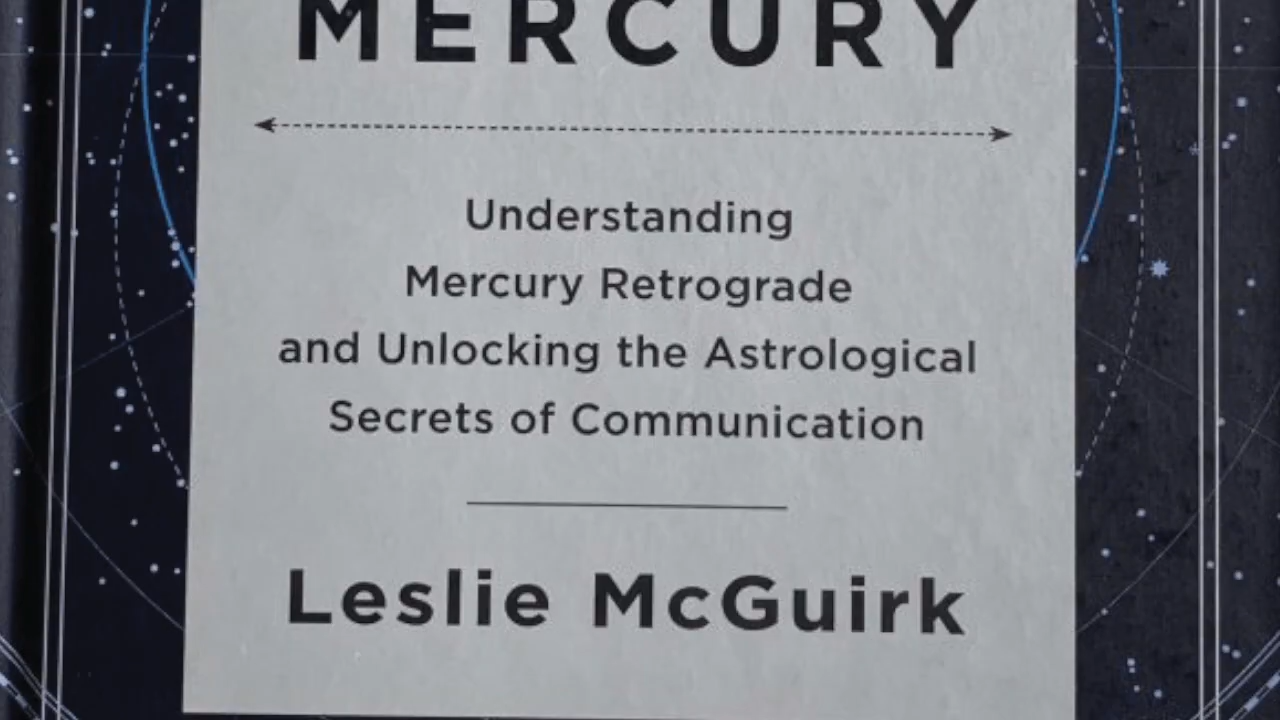 MERCURY
Understanding
Mercury Retrograde
and Unlocking the Astrological
Secrets of Communication
Leslie McGuirk